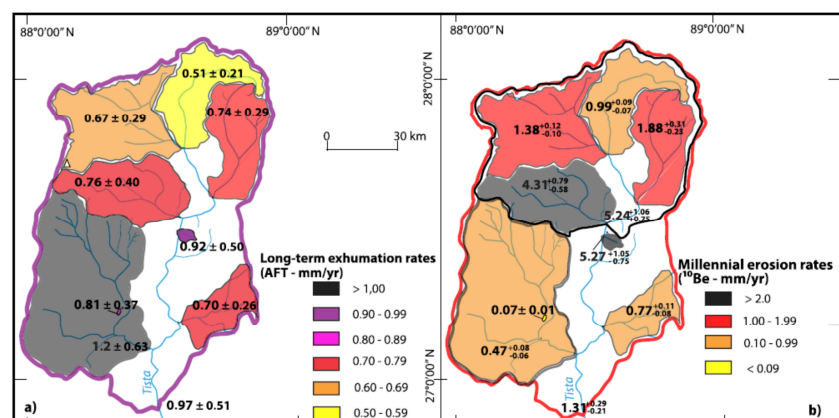 88°0'0'00" N
89°0'00" N
0.51 ± 0.21
0.67 ± 0.29
0.74 ± 0.29
0.76 ± 0.40
0.92 ± 0.50
0.81 ± 0.37
0.70 ± 0.26
1.2 ± 0.63
Tista
0.97 ± 0.51
a)
0 30 km
Long-term exhumation rates
(AFT - mm/yr)
> 1,00
0.90 - 0.99
0.80 - 0.89
0.70 - 0.79
0.60 - 0.69
0.50 - 0.59
88°0'00" N
89°0'00" N
28°0'00" N
27°0'00" N
0.99 +0.09 -0.07
1.38 +0.12 -0.10
1.88 +0.31 -0.23
4.31 +0.79 -0.58
5.24 +1.06 +0.75
5.27 +1.05 -0.75
0.07 ± 0.01
0.77 +0.11 -0.08
0.47 +0.08 -0.06
Tista
1.31 +0.29 -0.21
Millennial erosion rates
(¹⁰Be - mm/yr)
> 2.0
1.00 - 1.99
0.10 - 0.99
< 0.09
b)